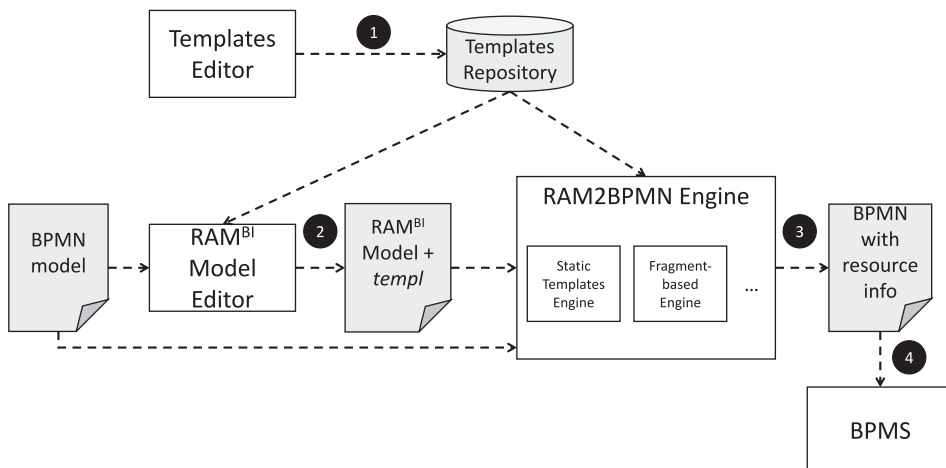 Templates
Editor
1
Templates
Repository
BPMN
model
RAM^BI
Model
Editor
2
RAM^BI
Model +
templ
RAM2BPMN Engine
Static
Templates
Engine
Fragment-
based
Engine
...
3
BPMN
with
resource
info
4
BPMS